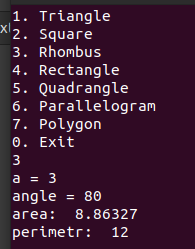 1. Triangle
2. Square
3. Rhombus
4. Rectangle
5. Quadrangle
6. Parallelogram
7. Polygon
0. Exit
3
a = 3
angle = 80
area:  8.86327
perimetr:  12